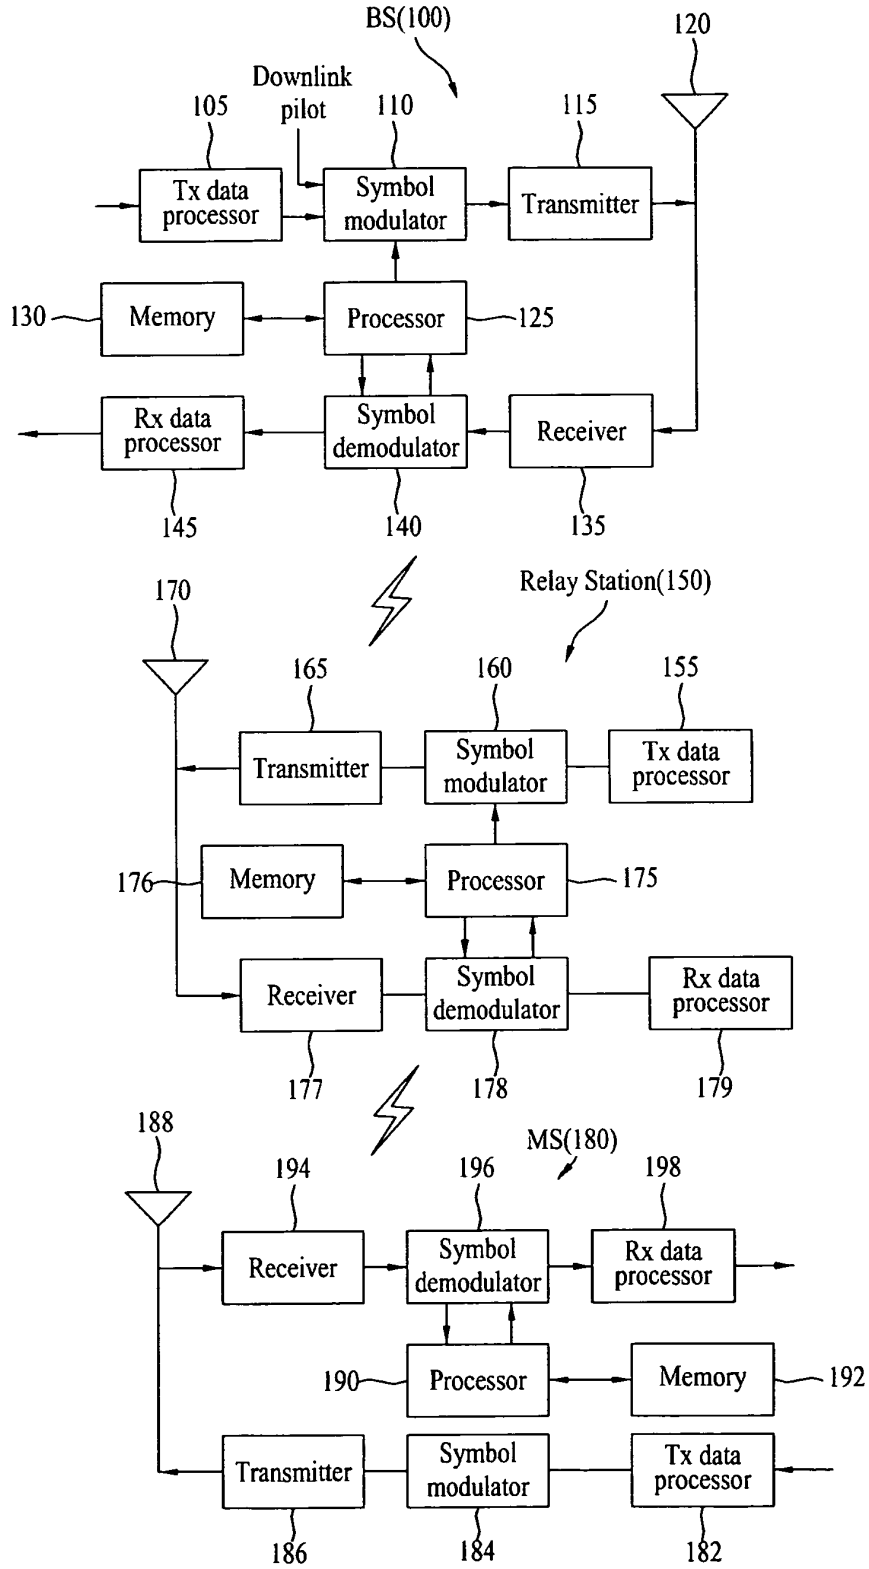 BS(100)
120
Downlink
pilot
105
110
115
Tx data
processor
Symbol
modulator
Transmitter
130
Memory
Processor
125
Rx data
processor
Symbol
demodulator
Receiver
145
140
135
170
Relay Station(150)
165
160
155
Transmitter
Symbol
modulator
Tx data
processor
176
Memory
Processor
175
Receiver
Symbol
demodulator
Rx data
processor
177
178
179
188
MS(180)
194
196
198
Receiver
Symbol
demodulator
Rx data
processor
190
Processor
Memory
192
Transmitter
Symbol
modulator
Tx data
processor
186
184
182